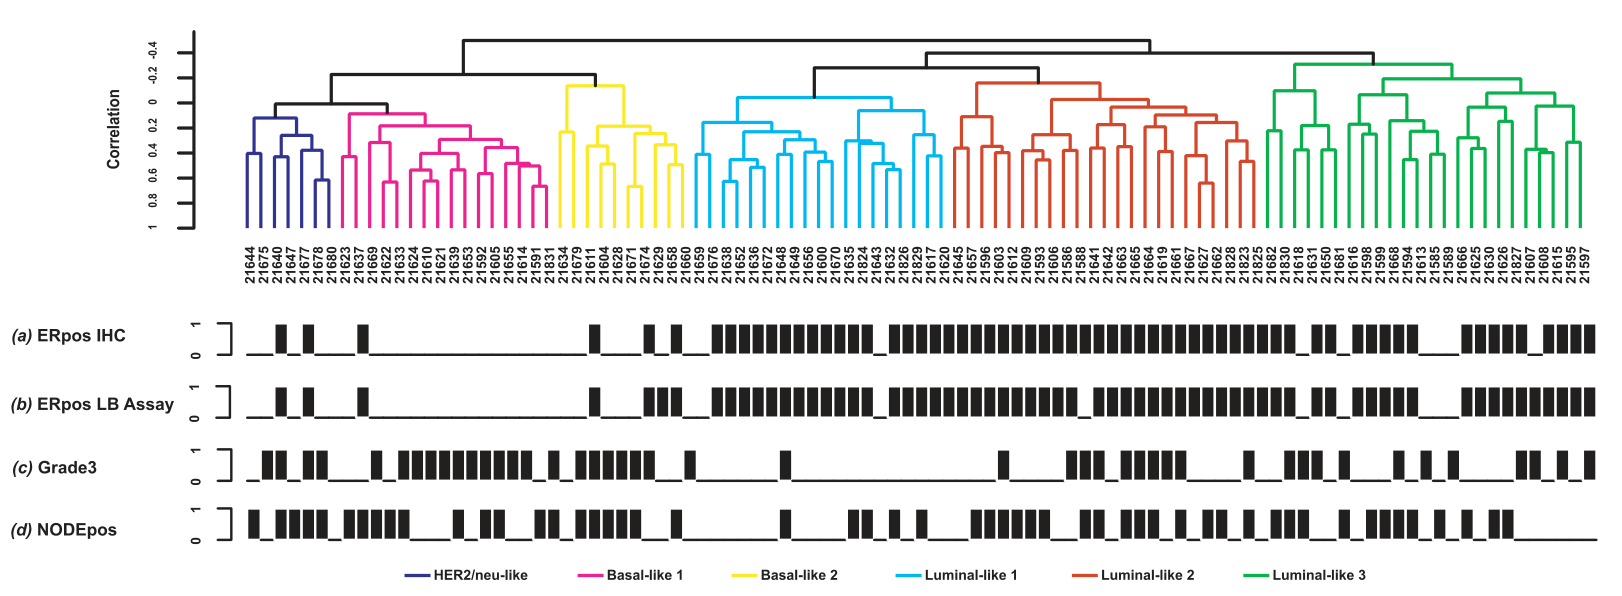 Correlation
-0.4
-0.2
0
0.2
0.4
0.6
0.8
1
21644 21675 21640 21647 21677 21678 21680 21623 21637 21669 21622 21633 21624 21610 21621 21639 21653 21592 21605 21655 21614 21591 21831 21634 21679 21611 21604 21628 21671 21674 21629 21658 21660 21659 21676 21638 21652 21636 21672 21648 21649 21656 21600 21670 21635 21824 21643 21632 21826 21829 21617 21620 21645 21657 21596 21603 21612 21609 21593 21606 21586 21588 21641 21642 21663 21665 21664 21619 21661 21667 21627 21662 21828 21823 21825 21682 21830 21618 21631 21650 21681 21616 21598 21599 21668 21594 21613 21585 21589 21666 21625 21630 21626 21827 21607 21608 21615 21595 21597
(a) ERpos IHC
1
0
(b) ERpos LB Assay
1
0
(c) Grade3
1
0
(d) NODEpos
1
0
HER2/neu-like Basal-like 1 Basal-like 2 Luminal-like 1 Luminal-like 2 Luminal-like 3